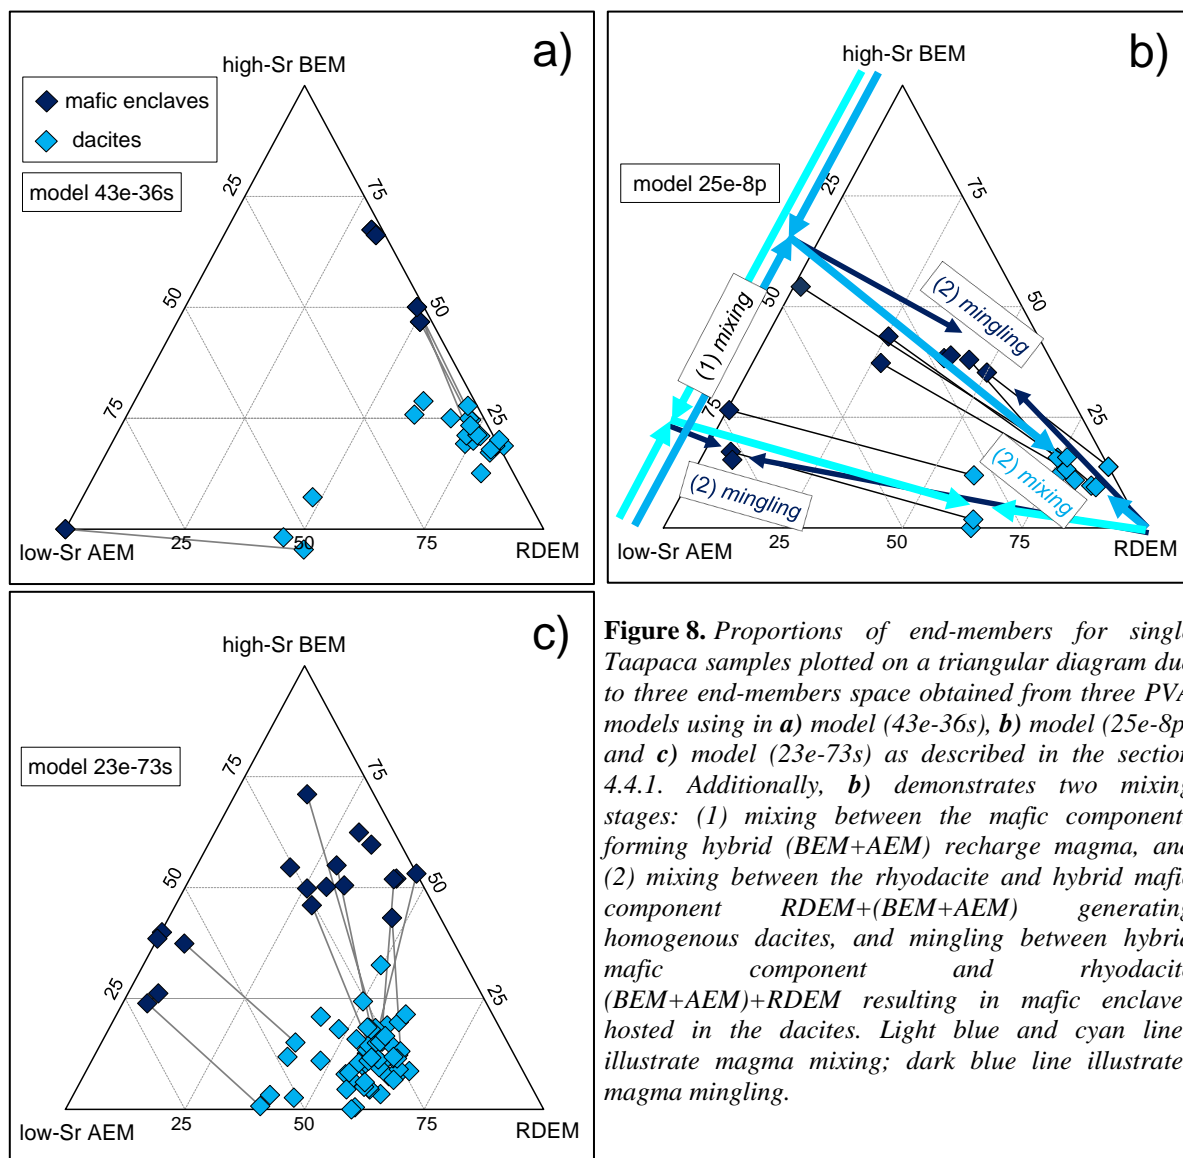 a)
high-Sr BEM
mafic enclaves
dacites
model 43e-36s
25
75
50
50
75
25
low-Sr AEM
25
50
75
RDEM
b)
high-Sr BEM
model 25e-8p
25
75
50
50
(1) mixing
(2) mingling
75
25
(2) mingling
(2) mixing
low-Sr AEM
25
50
75
RDEM
c)
high-Sr BEM
model 23e-73s
75
25
50
50
75
25
low-Sr AEM
25
50
75
RDEM
Figure 8. Proportions of end-members for singl
Taapaca samples plotted on a triangular diagram du
to three end-members space obtained from three PVA
models using in a) model (43e-36s), b) model (25e-8p
and c) model (23e-73s) as described in the section
4.4.1. Additionally, b) demonstrates two mixing
stages: (1) mixing between the mafic component
forming hybrid (BEM+AEM) recharge magma, and
(2) mixing between the rhyodacite and hybrid mafi
component RDEM+(BEM+AEM) generating
homogenous dacites, and mingling between hybri
mafic component and rhyodacit
(BEM+AEM)+RDEM resulting in mafic enclave
hosted in the dacites. Light blue and cyan line
illustrate magma mixing; dark blue line illustrate
magma mingling.